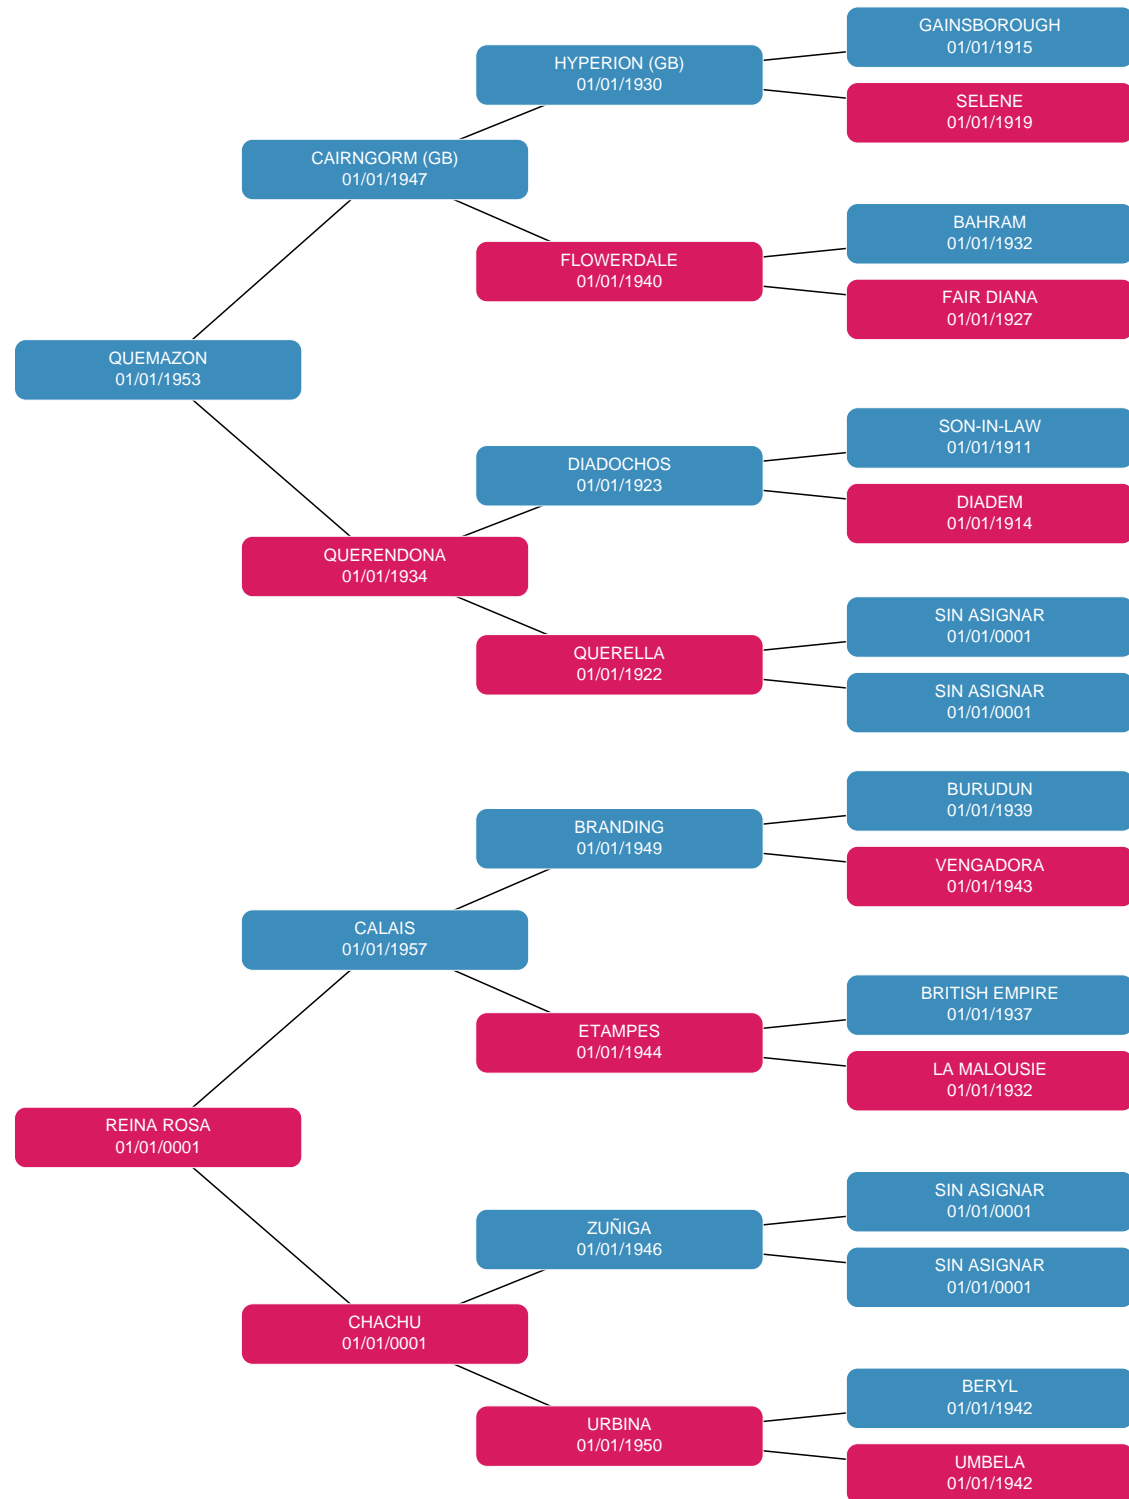 GAINSBOROUGH
01/01/1915
HYPERION (GB)
01/01/1930
SELENE
01/01/1919
CAIRNGORM (GB)
01/01/1947
BAHRAM
01/01/1932
FLOWERDALE
01/01/1940
FAIR DIANA
01/01/1927
QUEMAZON
01/01/1953
SON-IN-LAW
01/01/1911
DIADOCHOS
01/01/1923
DIADEM
01/01/1914
QUERENDONA
01/01/1934
SIN ASIGNAR
01/01/0001
QUERELLA
01/01/1922
SIN ASIGNAR
01/01/0001
BURUDUN
01/01/1939
BRANDING
01/01/1949
VENGADORA
01/01/1943
CALAIS
01/01/1957
BRITISH EMPIRE
01/01/1937
ETAMPES
01/01/1944
LA MALOUSIE
01/01/1932
REINA ROSA
01/01/0001
SIN ASIGNAR
01/01/0001
ZUÑIGA
01/01/1946
SIN ASIGNAR
01/01/0001
CHACHU
01/01/0001
BERYL
01/01/1942
URBINA
01/01/1950
UMBELA
01/01/1942